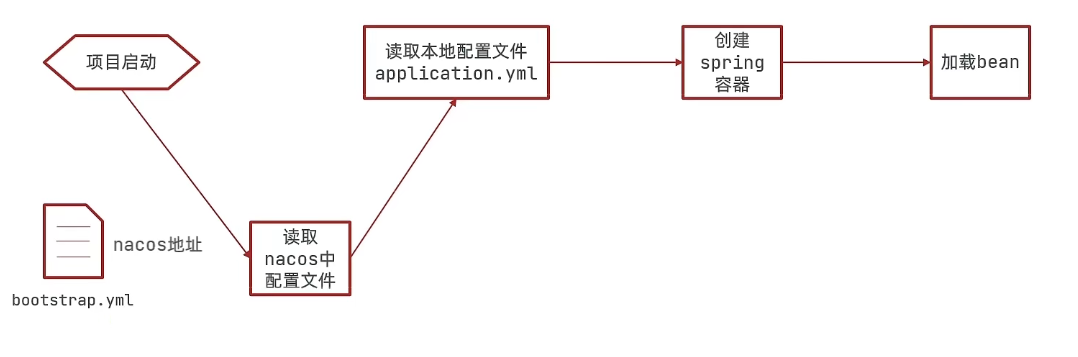 项目启动
读取本地配置文件
application.yml
创建
spring
容器
加载bean
nacos地址
bootstrap.yml
读取
nacos中
配置文件